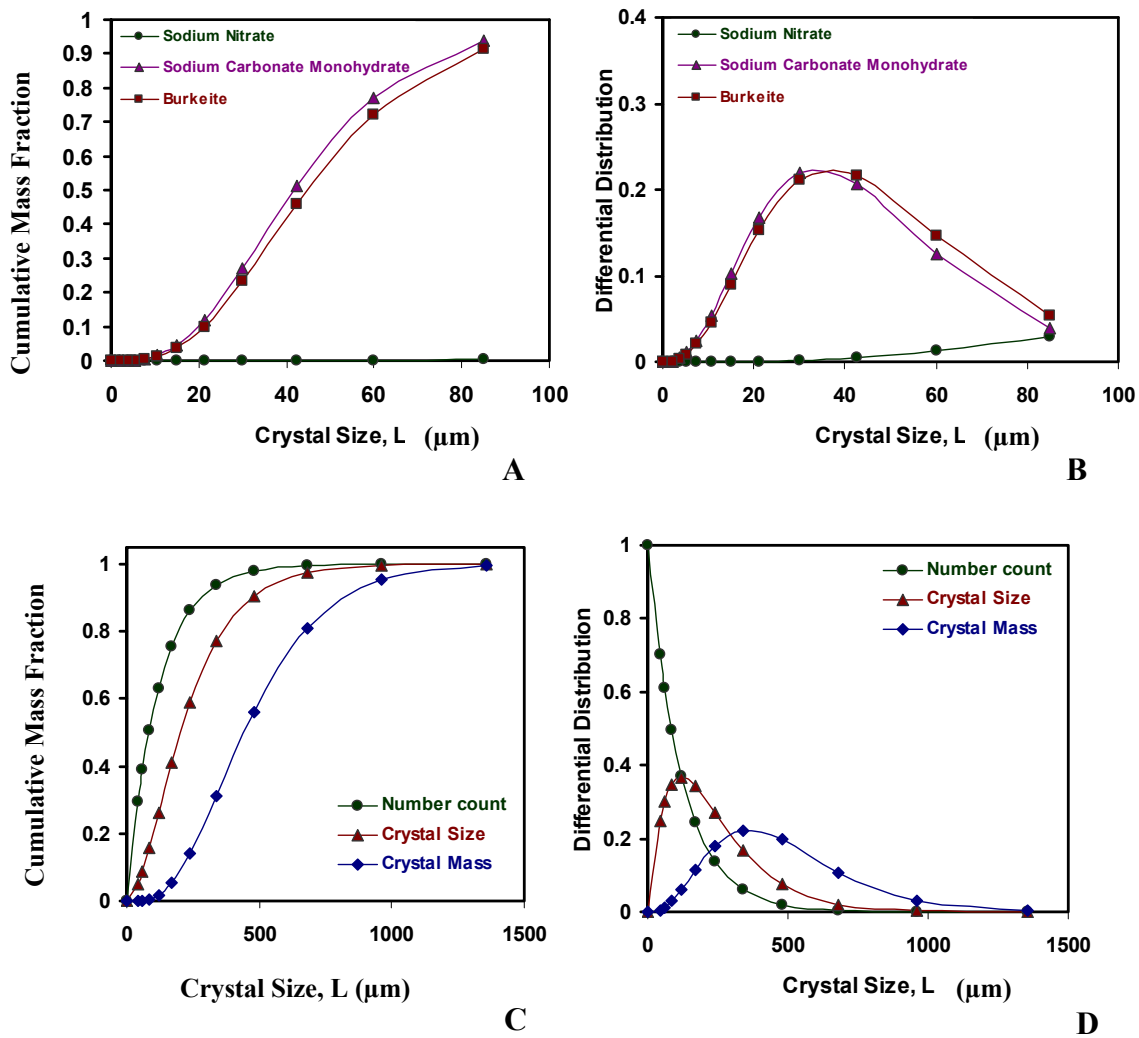 Cumulative Mass Fraction
1
0.9
0.8
0.7
0.6
0.5
0.4
0.3
0.2
0.1
0
Sodium Nitrate
Sodium Carbonate Monohydrate
Burkeite
0 20 40 60 80 100
Crystal Size, L (µm)
A
Differential Distribution
0.4
0.3
0.2
0.1
0
Sodium Nitrate
Sodium Carbonate Monohydrate
Burkeite
0 20 40 60 80 100
Crystal Size, L (µm)
B
Cumulative Mass Fraction
1
0.8
0.6
0.4
0.2
0
Number count
Crystal Size
Crystal Mass
0 500 1000 1500
Crystal Size, L (µm)
C
Differential Distribution
1
0.8
0.6
0.4
0.2
0
Number count
Crystal Size
Crystal Mass
0 500 1000 1500
Crystal Size, L (µm)
D